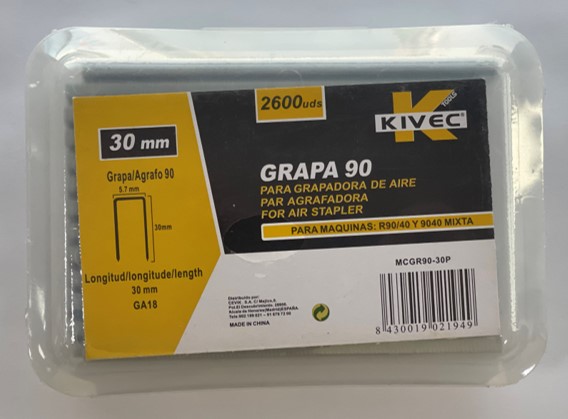 2600uds
K TOOLS
KIVEC®
30 mm
Grapa/Agrafo 90
5.7 mm
30mm
GRAPA 90
PARA GRAPADORA DE AIRE
PAR AGRAFADORA
FOR AIR STAPLER
PARA MAQUINAS: R90/40 Y 9040 MIXTA
Longitud/longitude/length
30 mm
GA18
MCGR90-30P
Distribuido por:
MADE IN CHINA
8 430019 021949